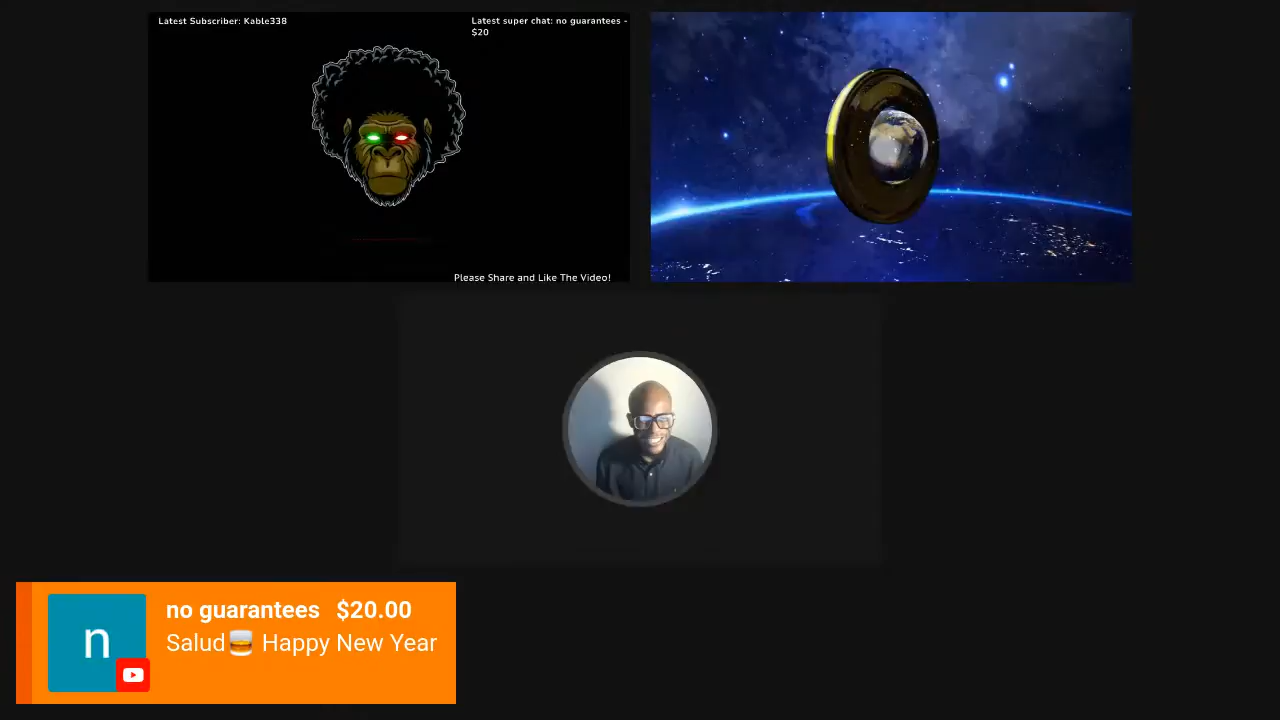 Latest Subscriber: Kable338
Latest super chat: no guarantees -
$20
Please Share and Like The Video!
n
no guarantees $20.00
Salud🥃 Happy New Year